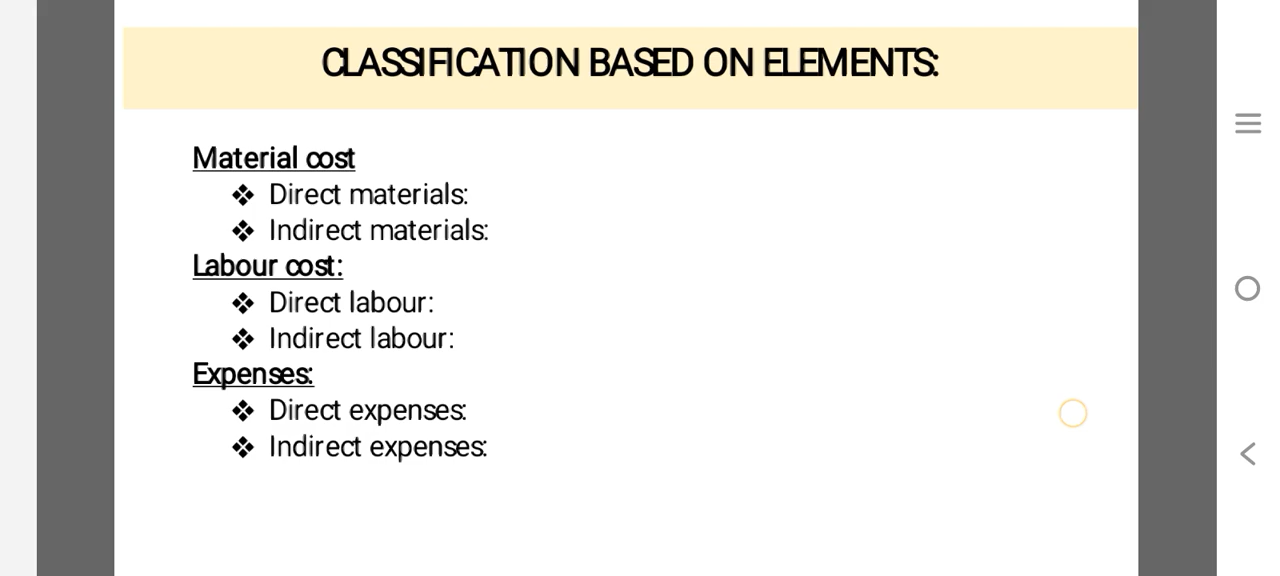 CLASSIFICATION BASED ON ELEMENTS:
Material cost
❖ Direct materials:
❖ Indirect materials:
Labour cost:
❖ Direct labour:
❖ Indirect labour:
Expenses:
❖ Direct expenses:
❖ Indirect expenses: